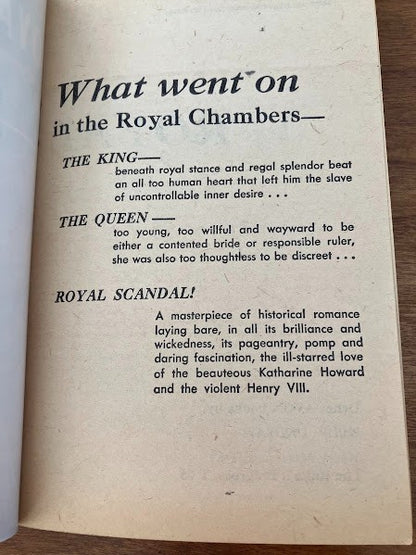 What went on
in the Royal Chambers—
THE KING—
beneath royal stance and regal splendor beat
an all too human heart that left him the slave
of uncontrollable inner desire . . .
THE QUEEN —
too young, too willful and wayward to be
either a contented bride or responsible ruler,
she was also too thoughtless to be discreet . . .
ROYAL SCANDAL!
A masterpiece of historical romance
laying bare, in all its brilliance and
wickedness, its pageantry, pomp and
daring fascination, the ill-starred love
of the beauteous Katharine Howard
and the violent Henry VIII.